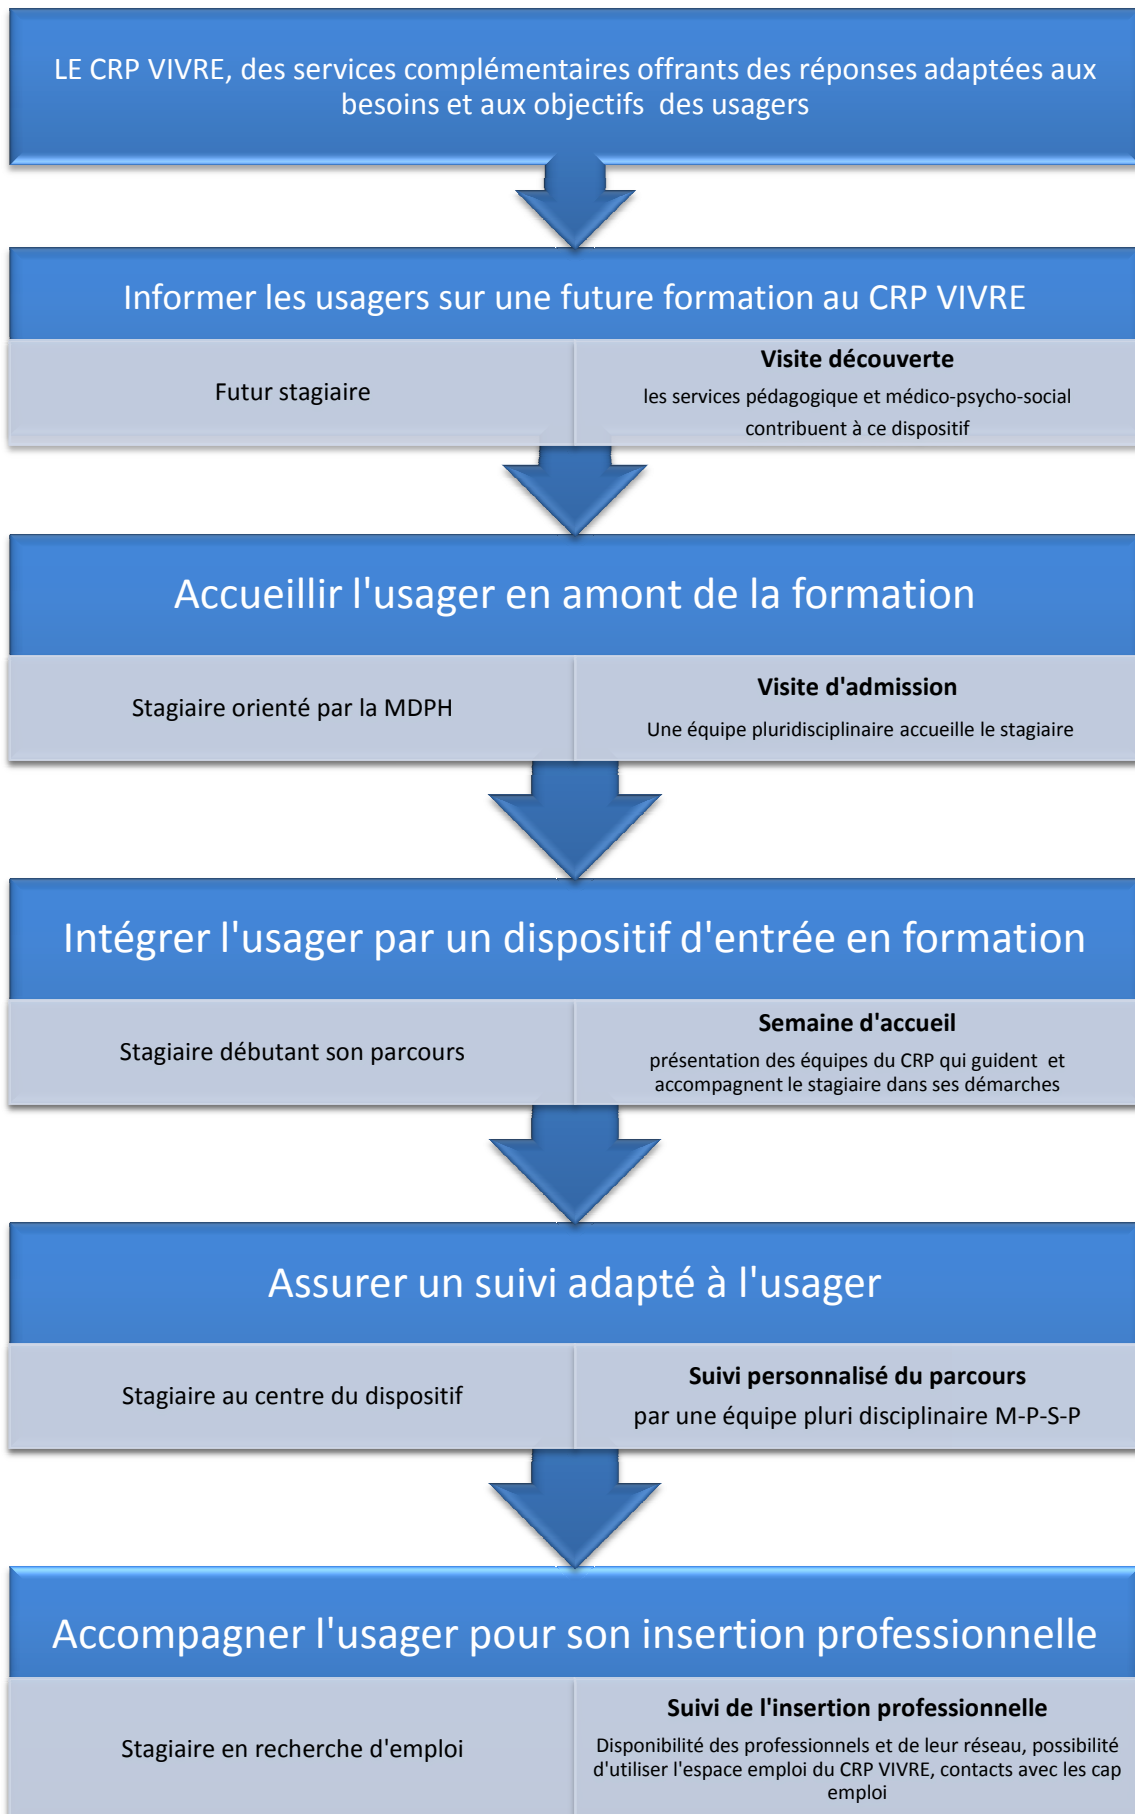 LE CRP VIVRE, des services complémentaires offrants des réponses adaptées aux
besoins et aux objectifs des usagers
Informer les usagers sur une future formation au CRP VIVRE
Futur stagiaire
Visite découverte
les services pédagogique et médico-psycho-social
contribuent à ce dispositif
Accueillir l'usager en amont de la formation
Stagiaire orienté par la MDPH
Visite d'admission
Une équipe pluridisciplinaire accueille le stagiaire
Intégrer l'usager par un dispositif d'entrée en formation
Stagiaire débutant son parcours
Semaine d'accueil
présentation des équipes du CRP qui guident et
accompagnent le stagiaire dans ses démarches
Assurer un suivi adapté à l'usager
Stagiaire au centre du dispositif
Suivi personnalisé du parcours
par une équipe pluri disciplinaire M-P-S-P
Accompagner l'usager pour son insertion professionnelle
Stagiaire en recherche d'emploi
Suivi de l'insertion professionnelle
Disponibilité des professionnels et de leur réseau, possibilité
d'utiliser l'espace emploi du CRP VIVRE, contacts avec les cap
emploi